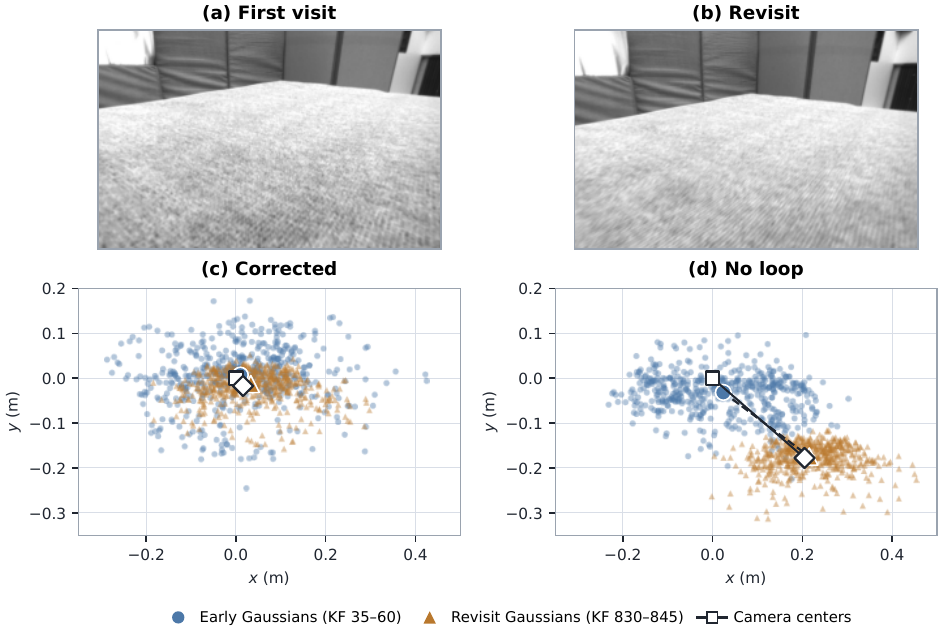 (a) First visit
(b) Revisit
(c) Corrected
(d) No loop
0.2
0.1
0.0
−0.1
−0.2
−0.3
y (m)
−0.2
0.0
0.2
0.4
x (m)
0.2
0.1
0.0
−0.1
−0.2
−0.3
y (m)
−0.2
0.0
0.2
0.4
x (m)
Early Gaussians (KF 35–60)
Revisit Gaussians (KF 830–845)
Camera centers